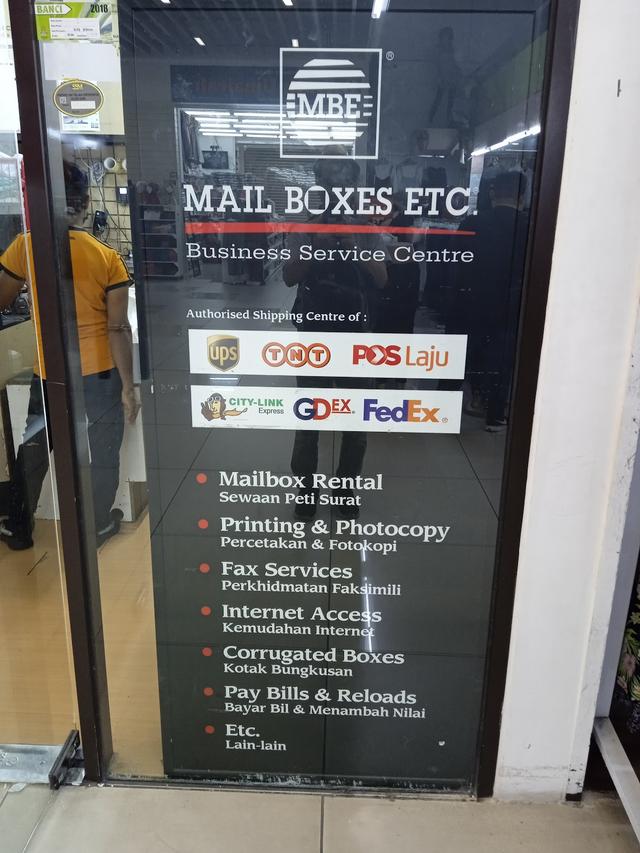 BANCI 2018
MBE ®
MAIL BOXES ETC.
Business Service Centre
Authorised Shipping Centre of :
ups TNT POS Laju
CITY-LINK Express GDEX FedEx ®
Mailbox Rental
Sewaan Peti Surat
Printing & Photocopy
Percetakan & Fotokopi
Fax Services
Perkhidmatan Faksimili
Internet Access
Kemudahan Internet
Corrugated Boxes
Kotak Bungkusan
Pay Bills & Reloads
Bayar Bil & Menambah Nilai
Etc.
Lain-lain